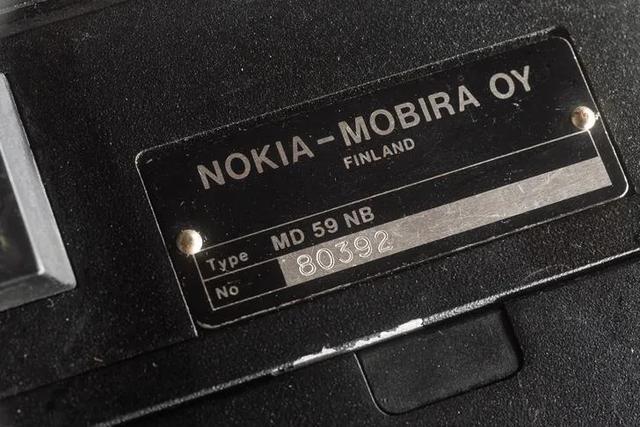 NOKIA-MOBIRA OY
FINLAND
Type MD 59 NB
No 80392